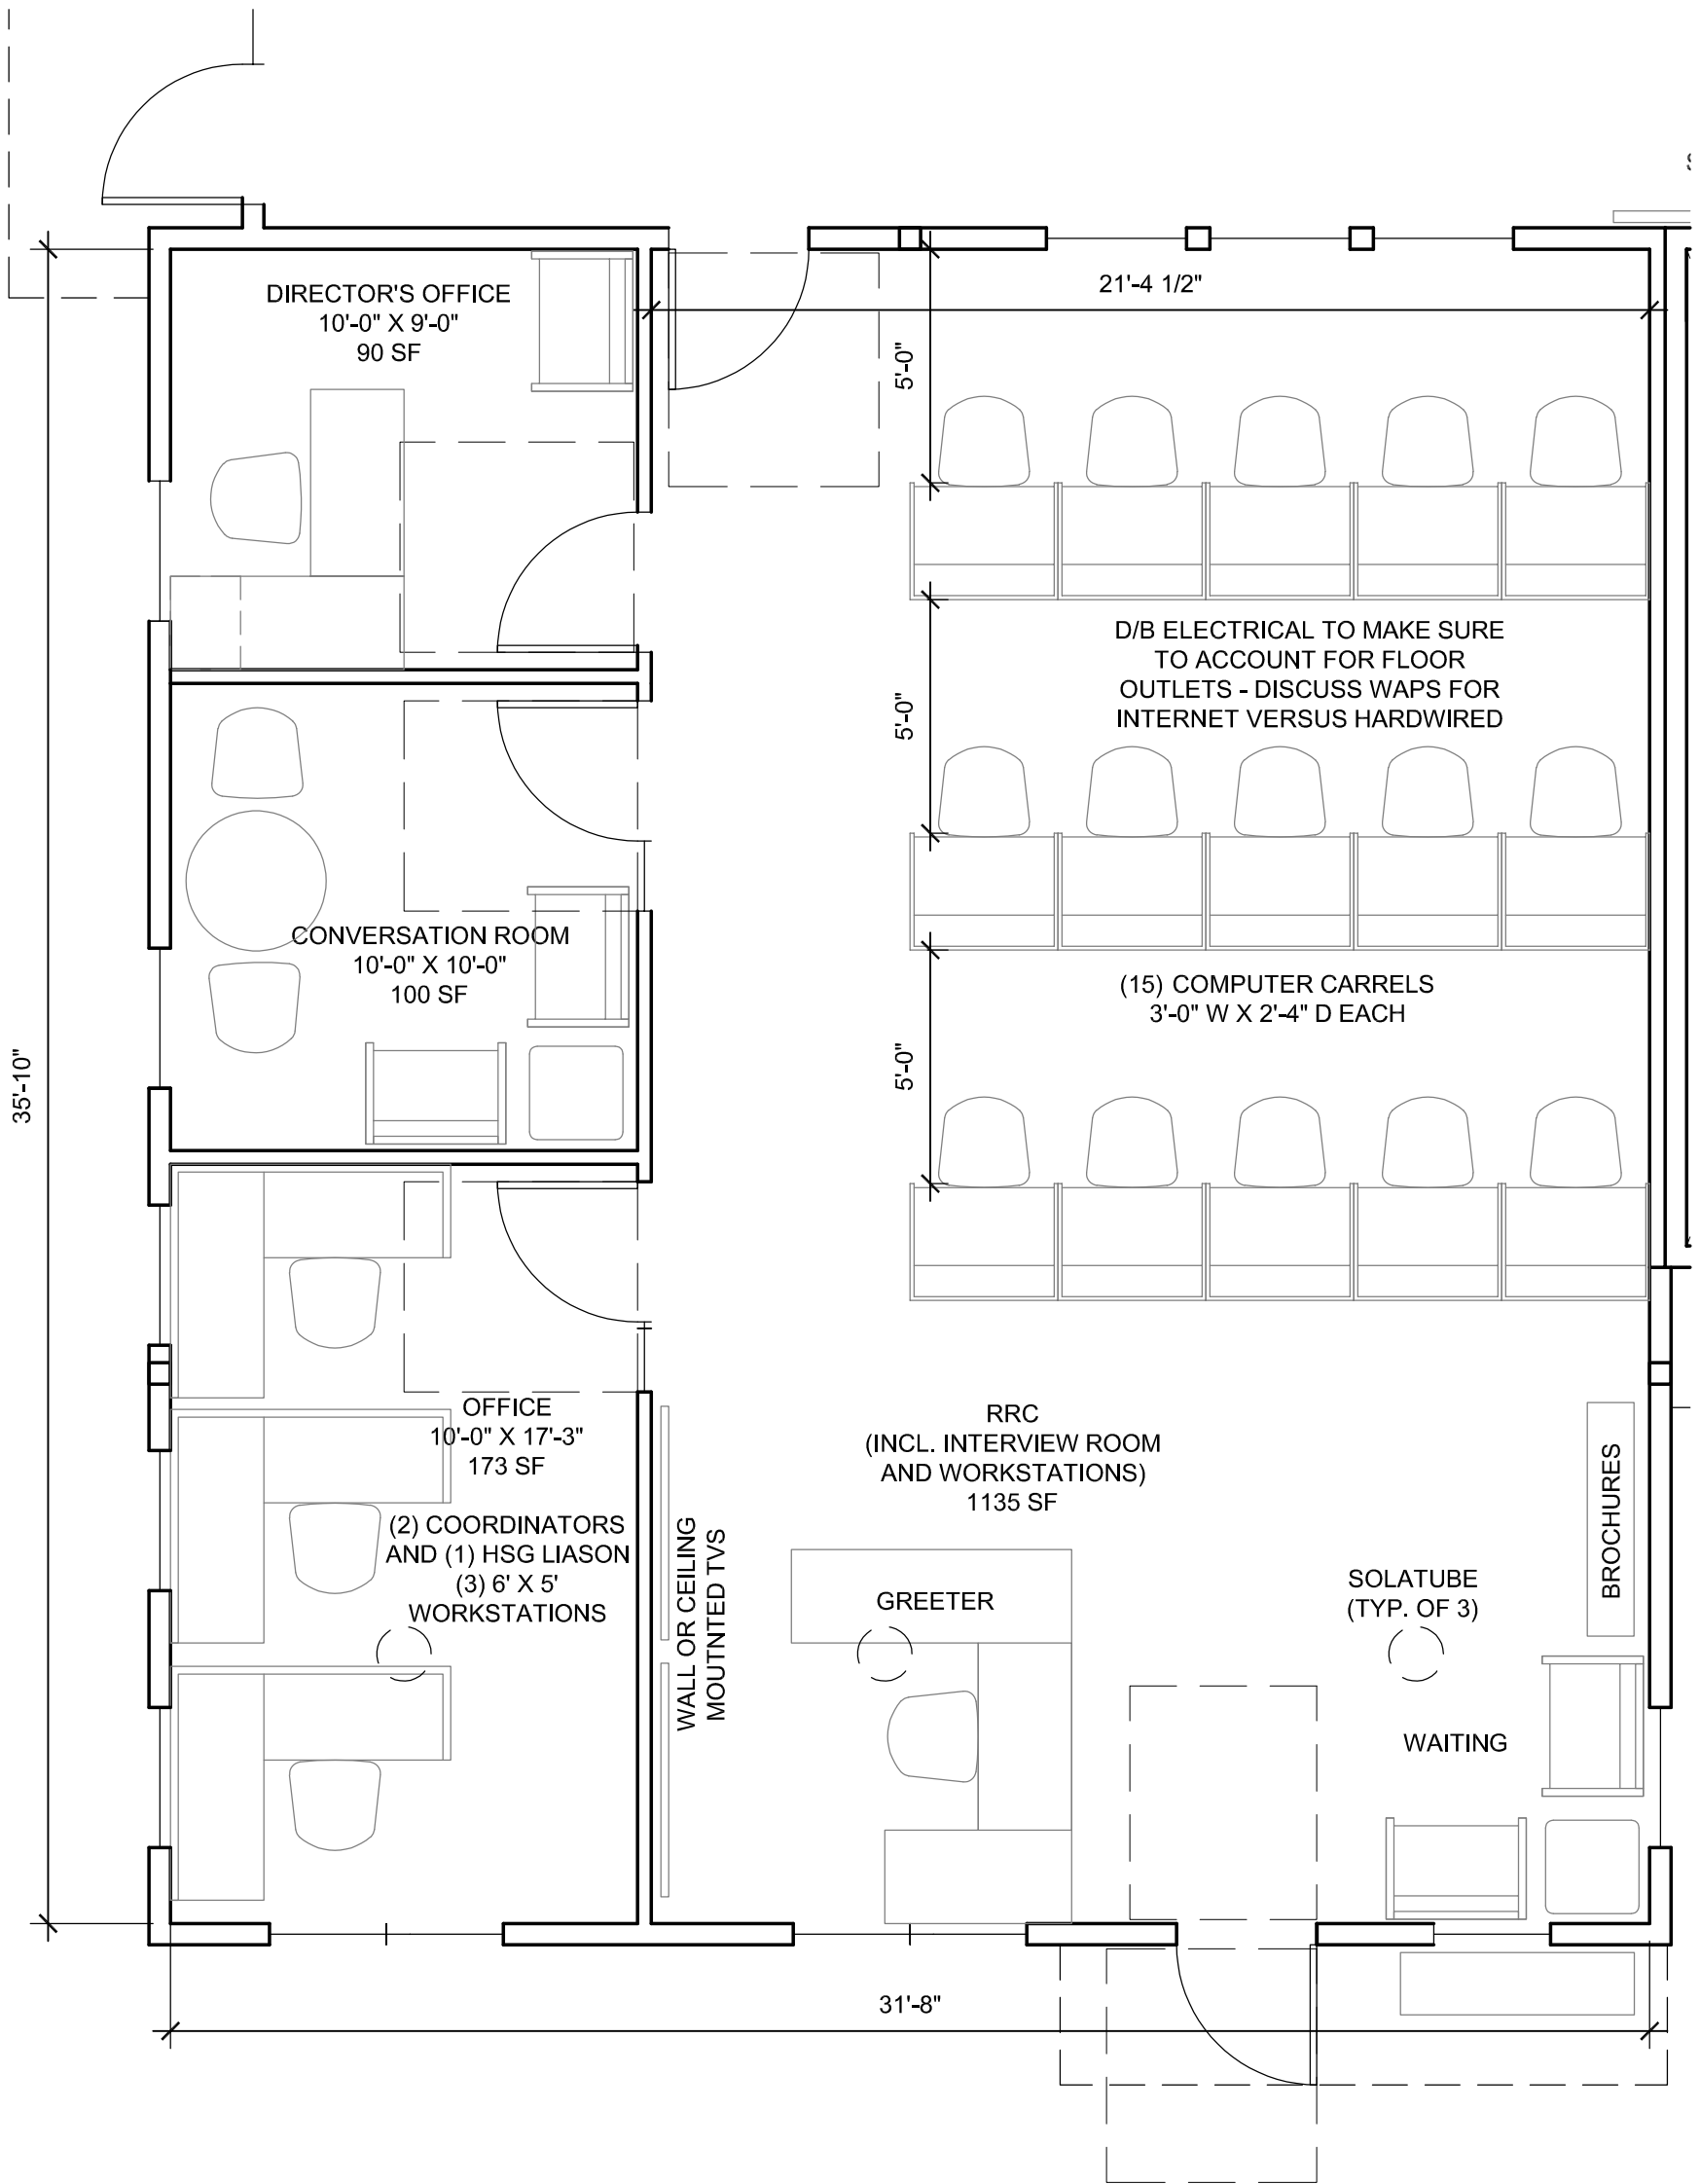 DIRECTOR'S OFFICE
10'-0" X 9'-0"
90 SF
21'-4 1/2"
5'-0"
D/B ELECTRICAL TO MAKE SURE
TO ACCOUNT FOR FLOOR
OUTLETS - DISCUSS WAPS FOR
INTERNET VERSUS HARDWIRED
5'-0"
CONVERSATION ROOM
10'-0" X 10'-0"
100 SF
(15) COMPUTER CARRELS
3'-0" W X 2'-4" D EACH
5'-0"
35'-10"
OFFICE
10'-0" X 17'-3"
173 SF
(2) COORDINATORS
AND (1) HSG LIASON
(3) 6' X 5'
WORKSTATIONS
WALL OR CEILING
MOUTNTED TVS
RRC
(INCL. INTERVIEW ROOM
AND WORKSTATIONS)
1135 SF
GREETER
SOLATUBE
(TYP. OF 3)
BROCHURES
WAITING
31'-8"